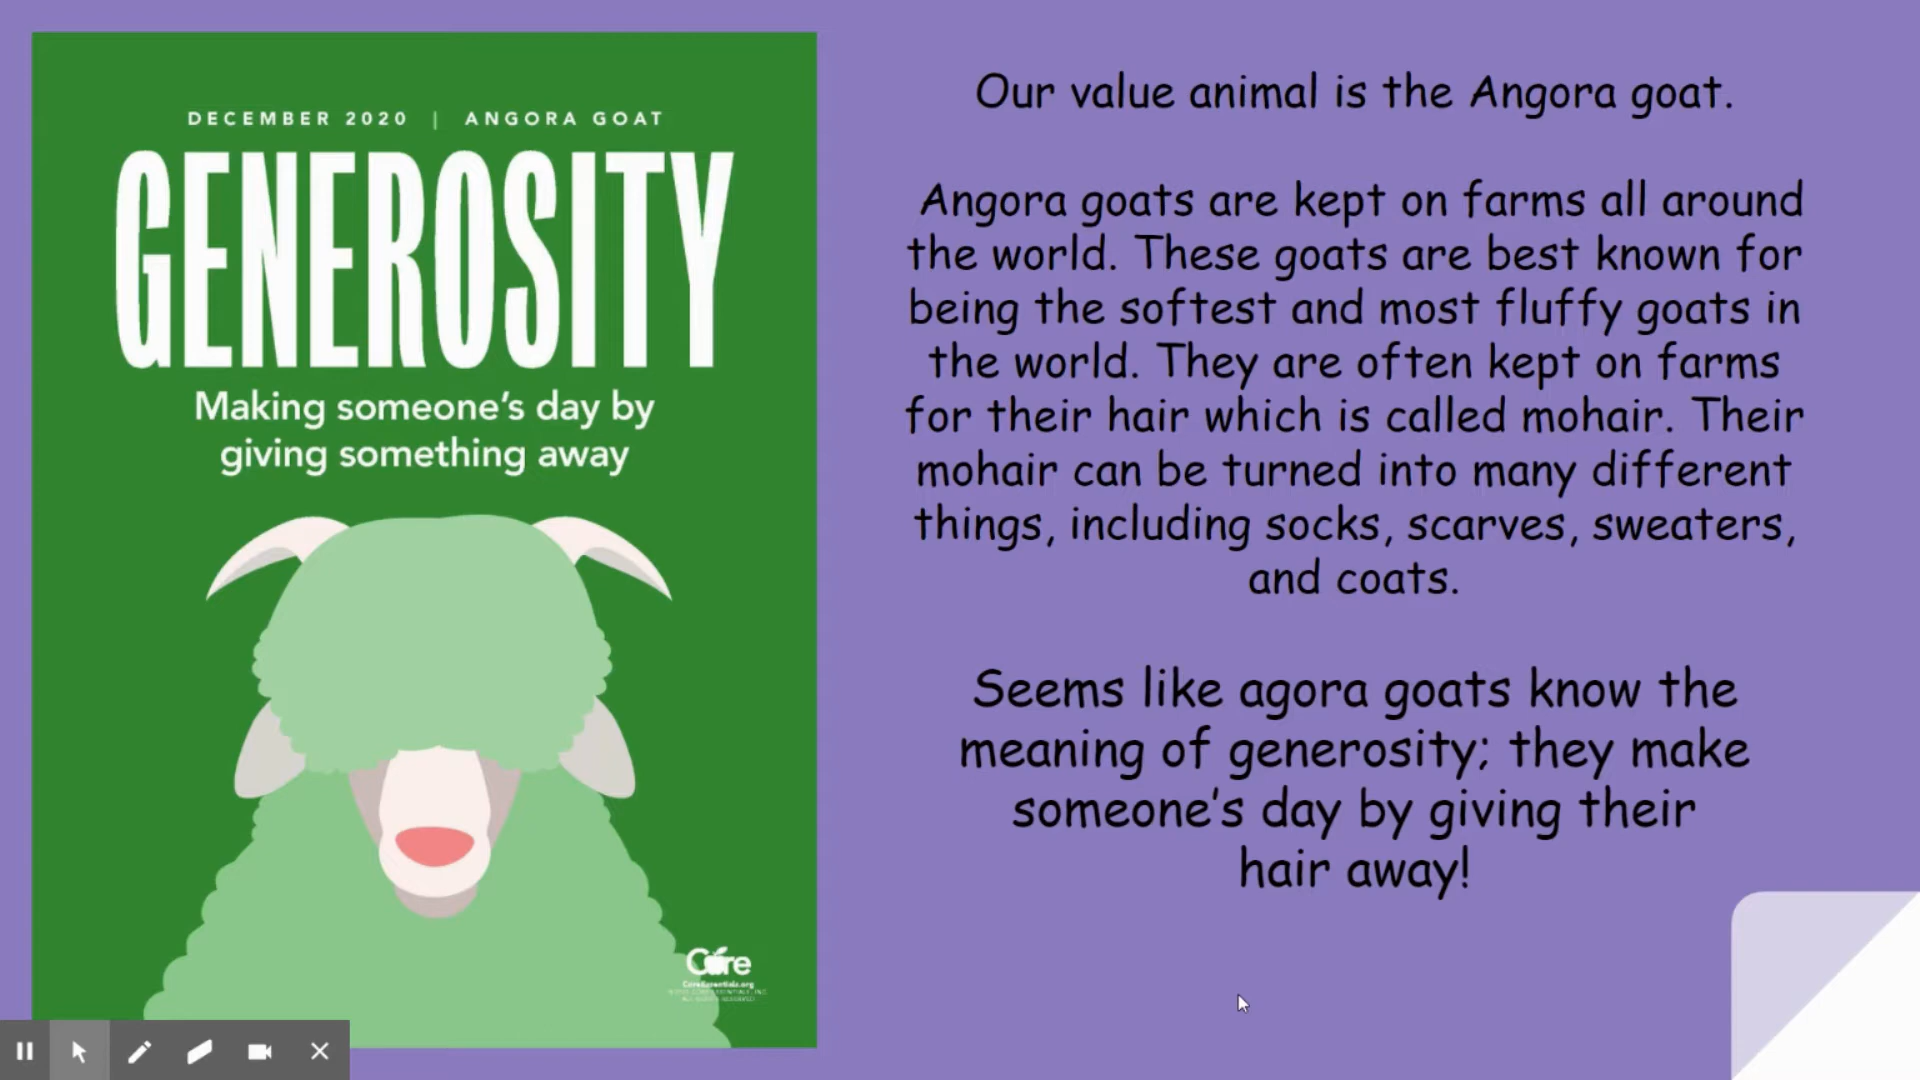 DECEMBER 2020 | ANGORA GOAT
GENEROSITY
Making someone's day by
giving something away
Core
CoreEssentials.org
Our value animal is the Angora goat.
Angora goats are kept on farms all around
the world. These goats are best known for
being the softest and most fluffy goats in
the world. They are often kept on farms
for their hair which is called mohair. Their
mohair can be turned into many different
things, including socks, scarves, sweaters,
and coats.
Seems like agora goats know the
meaning of generosity; they make
someone's day by giving their
hair away!